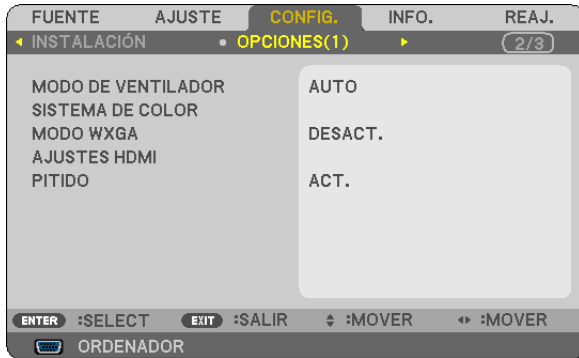 FUENTE AJUSTE CONFIG. INFO. REAJ.
INSTALACIÓN • OPCIONES(1) 2/3
MODO DE VENTILADOR AUTO
SISTEMA DE COLOR
MODO WXGA DESACT.
AJUSTES HDMI
PITIDO ACT.
ENTER :SELECT EXIT :SALIR :MOVER :MOVER
ORDENADOR